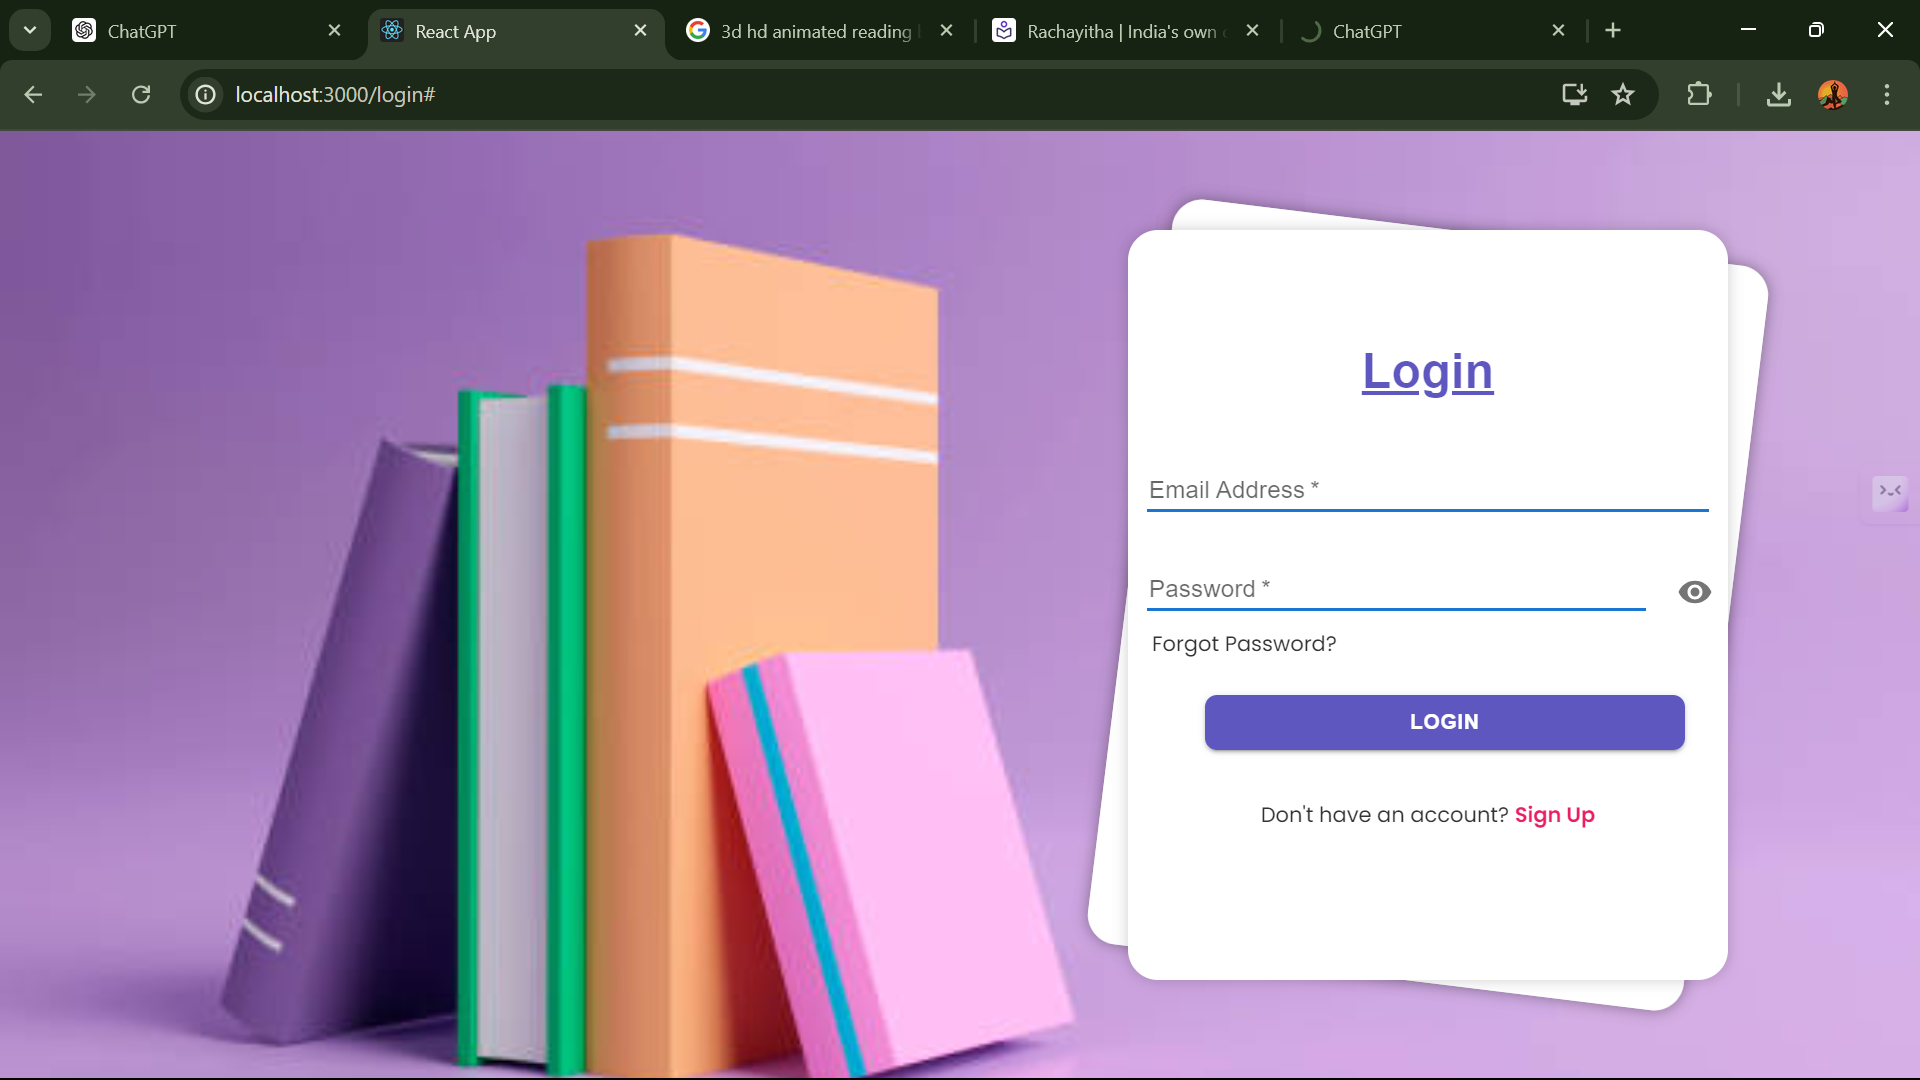 ChatGPT
React App
3d hd animated reading
Rachayitha | India's own
ChatGPT
localhost:3000/login#
Login
Email Address *
Password *
Forgot Password?
LOGIN
Don't have an account? Sign Up